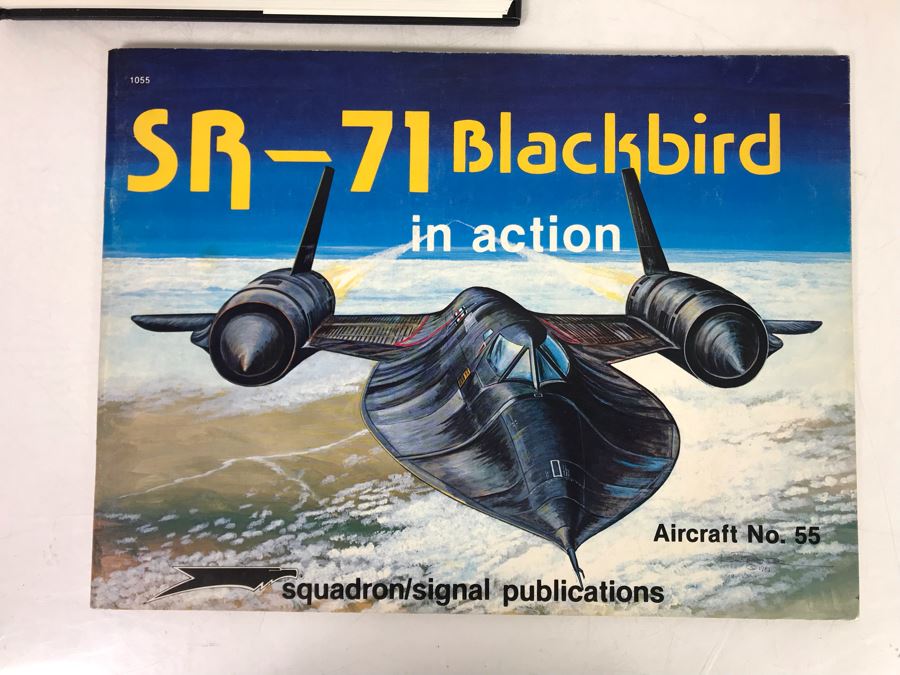 1055
SR-71 Blackbird
in action
Aircraft No. 55
squadron/signal publications